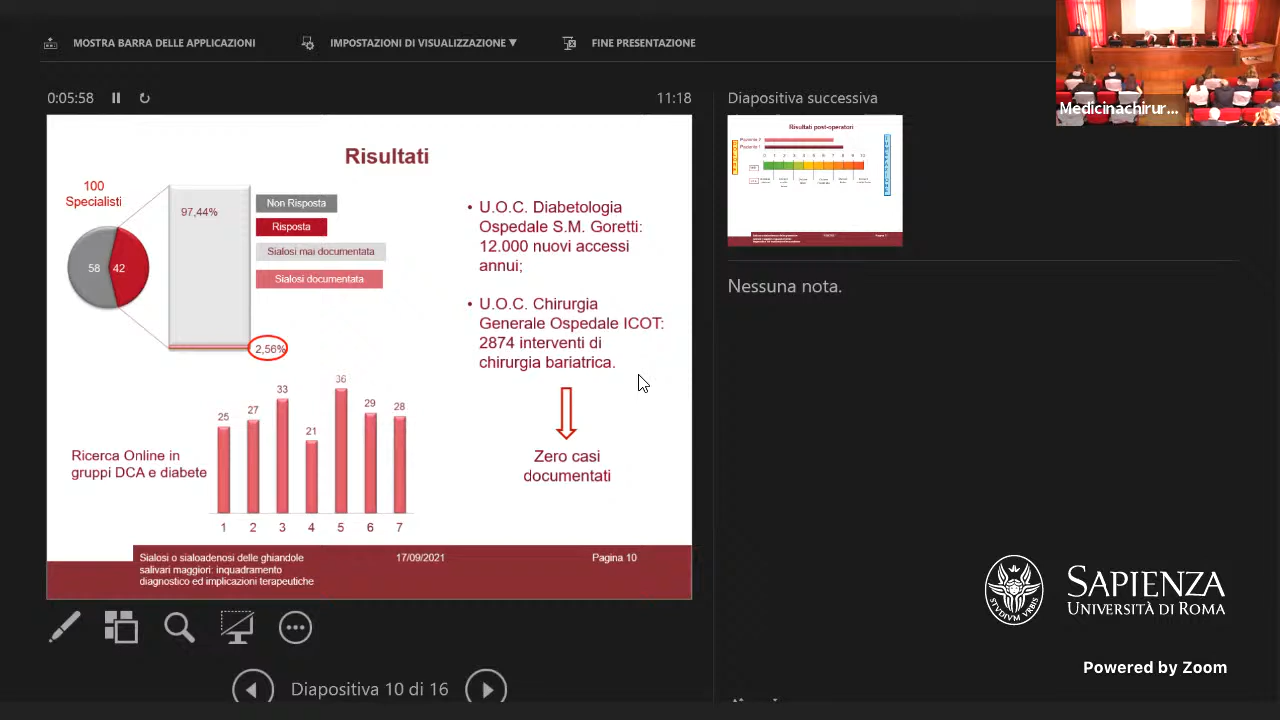 MOSTRA BARRA DELLE APPLICAZIONI
IMPOSTAZIONI DI VISUALIZZAZIONE ▼
FINE PRESENTAZIONE
Medicinachirur...
0:05:58
11:18
Diapositiva successiva
Risultati
100
Specialisti
97,44%
58
42
2,56%
Non Risposta
Risposta
Sialosi mai documentata
Sialosi documentata
• U.O.C. Diabetologia
Ospedale S.M. Goretti:
12.000 nuovi accessi
annui;
• U.O.C. Chirurgia
Generale Ospedale ICOT:
2874 interventi di
chirurgia bariatrica.
Zero casi
documentati
Ricerca Online in
gruppi DCA e diabete
25
27
33
21
36
29
28
1 2 3 4 5 6 7
Sialosi o sialoadenosi delle ghiandole
salivari maggiori: inquadramento
diagnostico ed implicazioni terapeutiche
17/09/2021
Pagina 10
Risultati post-operatori
Nessuna nota.
Diapositiva 10 di 16
STVDIVM VRBIS
SAPIENZA
UNIVERSITÀ DI ROMA
Powered by Zoom